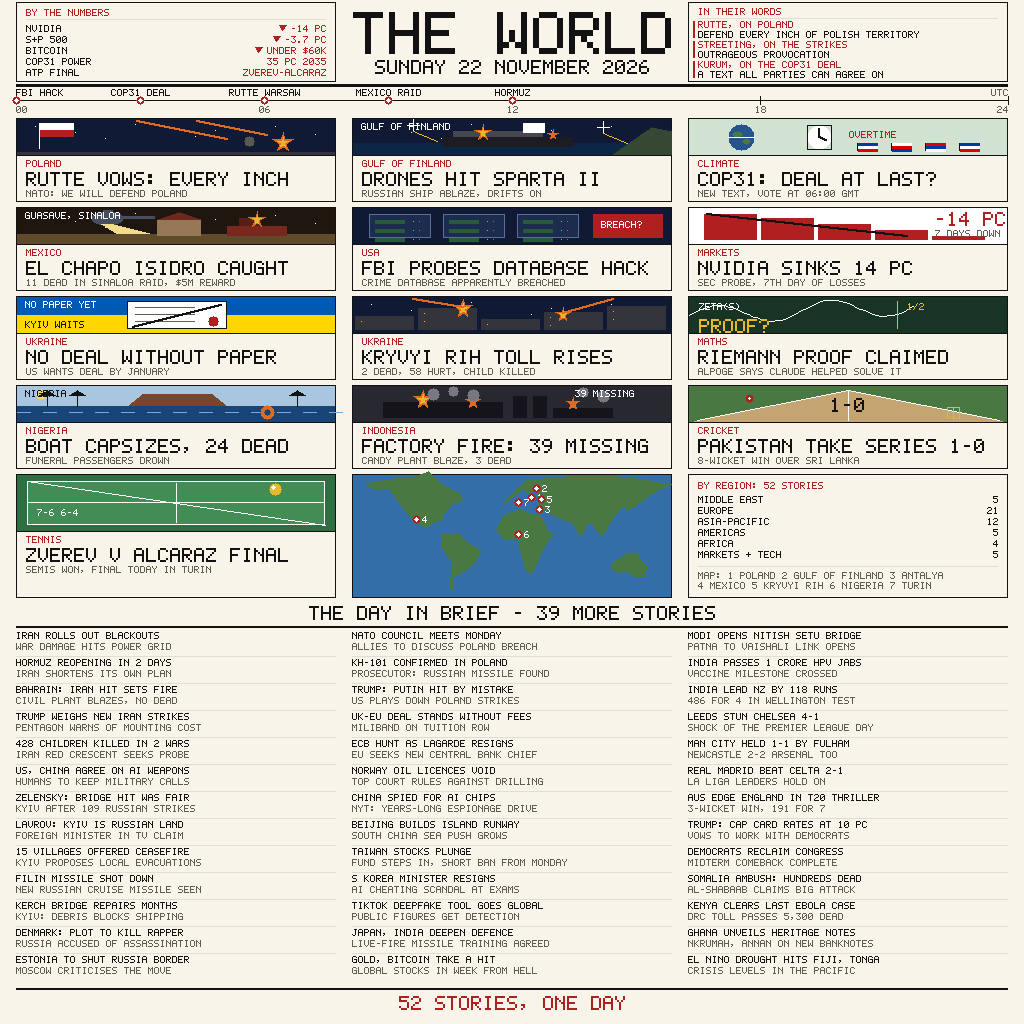 BY THE NUMBERS
NVIDIA ▼ -14 PC
S+P 500 ▼ -3.7 PC
BITCOIN ▼ UNDER $60K
COP31 POWER 35 PC 2035
ATP FINAL ZVEREV-ALCARAZ
THE WORLD
SUNDAY 22 NOVEMBER 2026
IN THEIR WORDS
RUTTE, ON POLAND
DEFEND EVERY INCH OF POLISH TERRITORY
STREETING, ON THE STRIKES
OUTRAGEOUS PROVOCATION
KURUM, ON THE COP31 DEAL
A TEXT ALL PARTIES CAN AGREE ON
FBI HACK COP31 DEAL RUTTE WARSAW MEXICO RAID HORMUZ UTC
00 06 12 18 24
POLAND
RUTTE VOWS: EVERY INCH
NATO: WE WILL DEFEND POLAND
GULF OF FINLAND
GULF OF FINLAND
DRONES HIT SPARTA II
RUSSIAN SHIP ABLAZE, DRIFTS ON
OVERTIME
CLIMATE
COP31: DEAL AT LAST?
NEW TEXT, VOTE AT 06:00 GMT
GUASAVE, SINALOA
MEXICO
EL CHAPO ISIDRO CAUGHT
11 DEAD IN SINALOA RAID, $5M REWARD
BREACH?
USA
FBI PROBES DATABASE HACK
CRIME DATABASE APPARENTLY BREACHED
-14 PC
7 DAYS DOWN
MARKETS
NVIDIA SINKS 14 PC
SEC PROBE, 7TH DAY OF LOSSES
NO PAPER YET
KYIV WAITS
UKRAINE
NO DEAL WITHOUT PAPER
US WANTS DEAL BY JANUARY
UKRAINE
KRYVYI RIH TOLL RISES
2 DEAD, 58 HURT, CHILD KILLED
ZETA(S) 1/2
PROOF?
MATHS
RIEMANN PROOF CLAIMED
ALPOGE SAYS CLAUDE HELPED SOLVE IT
NIGERIA
NIGERIA
BOAT CAPSIZES, 24 DEAD
FUNERAL PASSENGERS DROWN
39 MISSING
INDONESIA
FACTORY FIRE: 39 MISSING
CANDY PLANT BLAZE, 3 DEAD
1-0
CRICKET
PAKISTAN TAKE SERIES 1-0
8-WICKET WIN OVER SRI LANKA
7-6 6-4
TENNIS
ZVEREV V ALCARAZ FINAL
SEMIS WON, FINAL TODAY IN TURIN
2
7 5
3
4
6
BY REGION: 52 STORIES
MIDDLE EAST 5
EUROPE 21
ASIA-PACIFIC 12
AMERICAS 5
AFRICA 4
MARKETS + TECH 5
MAP: 1 POLAND 2 GULF OF FINLAND 3 ANTALYA
4 MEXICO 5 KRYVYI RIH 6 NIGERIA 7 TURIN
THE DAY IN BRIEF - 39 MORE STORIES
IRAN ROLLS OUT BLACKOUTS
WAR DAMAGE HITS POWER GRID
HORMUZ REOPENING IN 2 DAYS
IRAN SHORTENS ITS OWN PLAN
BAHRAIN: IRAN HIT SETS FIRE
CIVIL PLANT BLAZES, NO DEAD
TRUMP WEIGHS NEW IRAN STRIKES
PENTAGON WARNS OF MOUNTING COST
428 CHILDREN KILLED IN 2 WARS
IRAN RED CRESCENT SEEKS PROBE
US, CHINA AGREE ON AI WEAPONS
HUMANS TO KEEP MILITARY CALLS
ZELENSKY: BRIDGE HIT WAS FAIR
KYIV AFTER 109 RUSSIAN STRIKES
LAVROV: KYIV IS RUSSIAN LAND
FOREIGN MINISTER IN TV CLAIM
15 VILLAGES OFFERED CEASEFIRE
KYIV PROPOSES LOCAL EVACUATIONS
FILIN MISSILE SHOT DOWN
NEW RUSSIAN CRUISE MISSILE SEEN
KERCH BRIDGE REPAIRS MONTHS
KYIV: DEBRIS BLOCKS SHIPPING
DENMARK: PLOT TO KILL RAPPER
RUSSIA ACCUSED OF ASSASSINATION
ESTONIA TO SHUT RUSSIA BORDER
MOSCOW CRITICISES THE MOVE
NATO COUNCIL MEETS MONDAY
ALLIES TO DISCUSS POLAND BREACH
KH-101 CONFIRMED IN POLAND
PROSECUTOR: RUSSIAN MISSILE FOUND
TRUMP: PUTIN HIT BY MISTAKE
US PLAYS DOWN POLAND STRIKES
UK-EU DEAL STANDS WITHOUT FEES
MILIBAND ON TUITION ROW
ECB HUNT AS LAGARDE RESIGNS
EU SEEKS NEW CENTRAL BANK CHIEF
NORWAY OIL LICENCES VOID
TOP COURT RULES AGAINST DRILLING
CHINA SPIED FOR AI CHIPS
NYT: YEARS-LONG ESPIONAGE DRIVE
BEIJING BUILDS ISLAND RUNWAY
SOUTH CHINA SEA PUSH GROWS
TAIWAN STOCKS PLUNGE
FUND STEPS IN, SHORT BAN FROM MONDAY
S KOREA MINISTER RESIGNS
AI CHEATING SCANDAL AT EXAMS
TIKTOK DEEPFAKE TOOL GOES GLOBAL
PUBLIC FIGURES GET DETECTION
JAPAN, INDIA DEEPEN DEFENCE
LIVE-FIRE MISSILE TRAINING AGREED
GOLD, BITCOIN TAKE A HIT
GLOBAL STOCKS IN WEEK FROM HELL
MODI OPENS NITISH SETU BRIDGE
PATNA TO VAISHALI LINK OPENS
INDIA PASSES 1 CRORE HPV JABS
VACCINE MILESTONE CROSSED
INDIA LEAD NZ BY 118 RUNS
486 FOR 4 IN WELLINGTON TEST
LEEDS STUN CHELSEA 4-1
SHOCK OF THE PREMIER LEAGUE DAY
MAN CITY HELD 1-1 BY FULHAM
NEWCASTLE 2-2 ARSENAL TOO
REAL MADRID BEAT CELTA 2-1
LA LIGA LEADERS HOLD ON
AUS EDGE ENGLAND IN T20 THRILLER
3-WICKET WIN, 191 FOR 7
TRUMP: CAP CARD RATES AT 10 PC
VOWS TO WORK WITH DEMOCRATS
DEMOCRATS RECLAIM CONGRESS
MIDTERM COMEBACK COMPLETE
SOMALIA AMBUSH: HUNDREDS DEAD
AL-SHABAAB CLAIMS BIG ATTACK
KENYA CLEARS LAST EBOLA CASE
DRC TOLL PASSES 5,300 DEAD
GHANA UNVEILS HERITAGE NOTES
NKRUMAH, ANNAN ON NEW BANKNOTES
EL NINO DROUGHT HITS FIJI, TONGA
CRISIS LEVELS IN THE PACIFIC
52 STORIES, ONE DAY